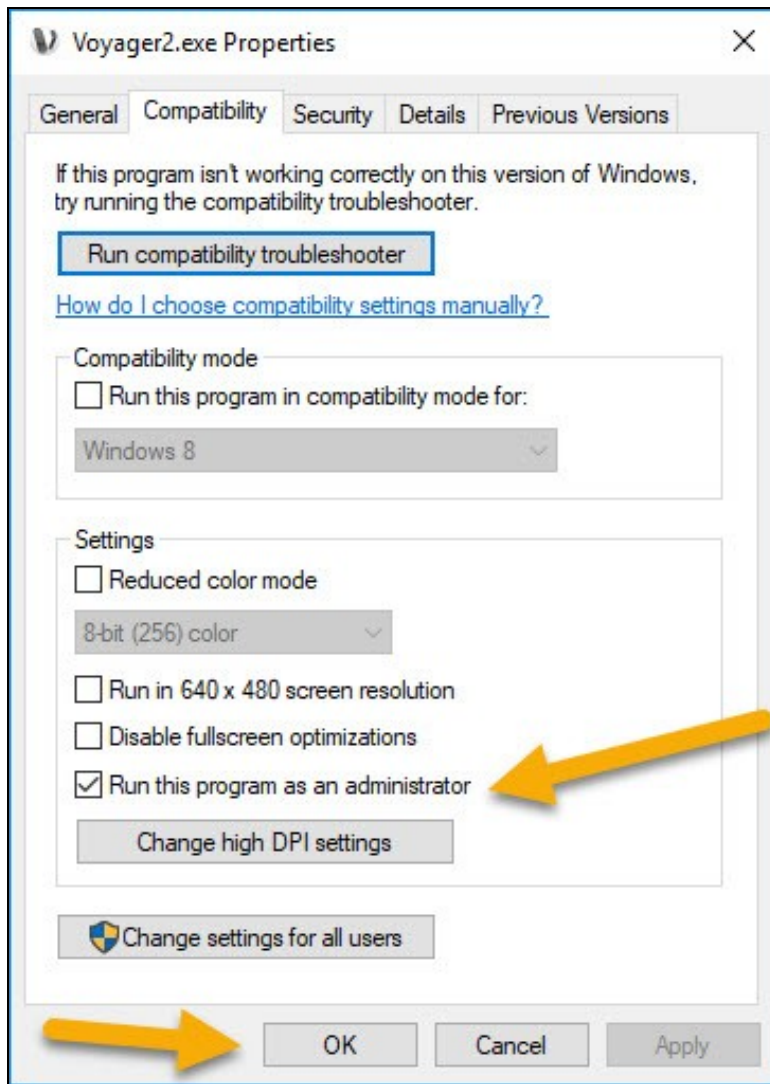 Voyager2.exe Properties
General Compatibility Security Details Previous Versions
If this program isn't working correctly on this version of Windows,
try running the compatibility troubleshooter.
Run compatibility troubleshooter
How do I choose compatibility settings manually?
Compatibility mode
Run this program in compatibility mode for:
Windows 8
Settings
Reduced color mode
8-bit (256) color
Run in 640 x 480 screen resolution
Disable fullscreen optimizations
Run this program as an administrator
Change high DPI settings
Change settings for all users
OK Cancel Apply